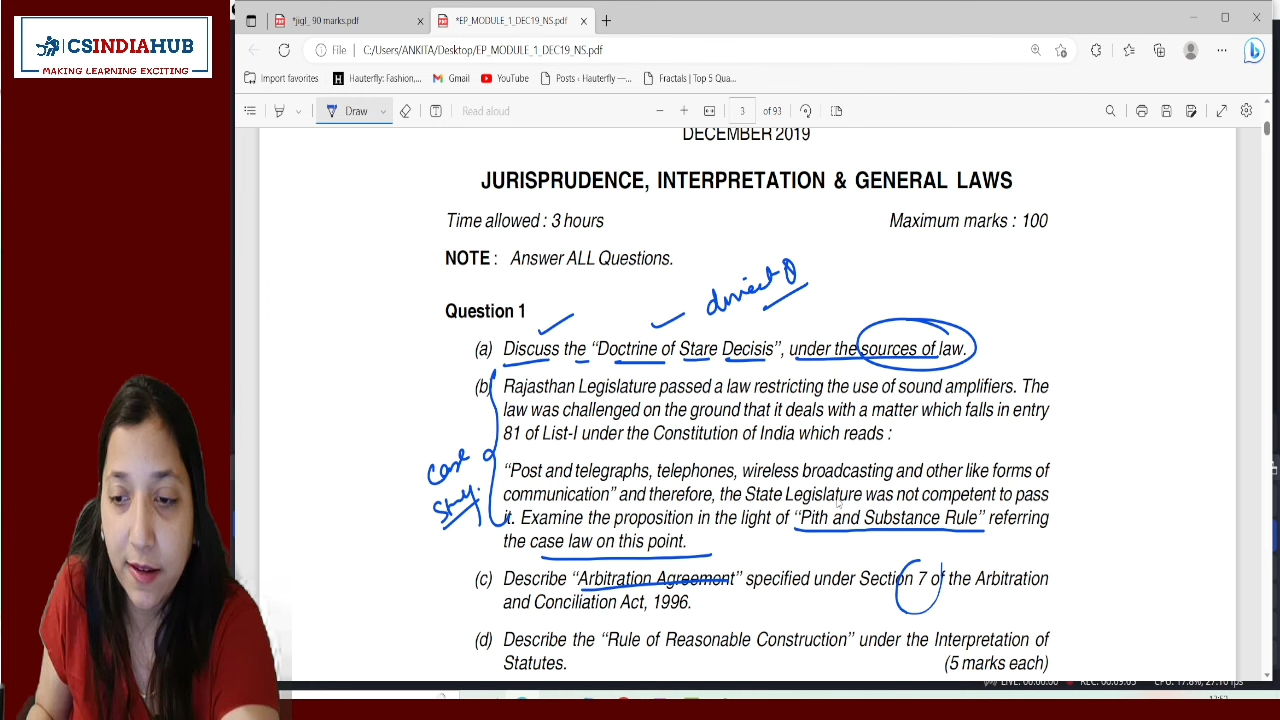 CSINDIAHUB
MAKING LEARNING EXCITING
*jigl_ 90 marks.pdf
*EP_MODULE_1_DEC19_NS.pdf
File
C:/Users/ANKITA/Desktop/EP_MODULE_1_DEC19_NS.pdf
Import favorites
Hauterfly: Fashion,...
Gmail
YouTube
Posts ‹ Hauterfly —...
Fractals | Top 5 Qua...
Draw
Read aloud
3 of 93
DECEMBER 2019
JURISPRUDENCE, INTERPRETATION & GENERAL LAWS
Time allowed : 3 hours
Maximum marks : 100
NOTE : Answer ALL Questions.
direct Q
Question 1
(a) Discuss the “Doctrine of Stare Decisis”, under the sources of law.
(b) Rajasthan Legislature passed a law restricting the use of sound amplifiers. The
law was challenged on the ground that it deals with a matter which falls in entry
81 of List-I under the Constitution of India which reads :
case
study.
“Post and telegraphs, telephones, wireless broadcasting and other like forms of
communication” and therefore, the State Legislature was not competent to pass
it. Examine the proposition in the light of “Pith and Substance Rule” referring
the case law on this point.
(c) Describe “Arbitration Agreement” specified under Section 7 of the Arbitration
and Conciliation Act, 1996.
(d) Describe the “Rule of Reasonable Construction” under the Interpretation of
Statutes. (5 marks each)